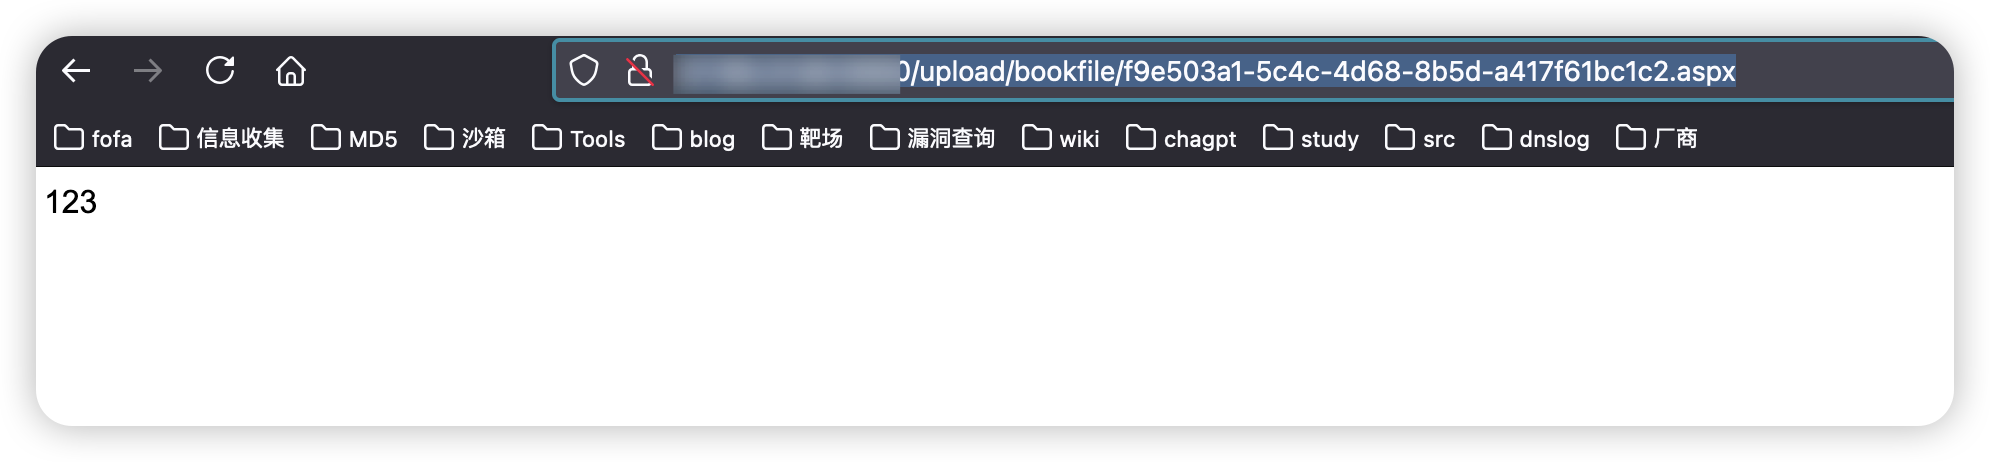 0/upload/bookfile/f9e503a1-5c4c-4d68-8b5d-a417f61bc1c2.aspx
fofa 信息收集 MD5 沙箱 Tools blog 靶场 漏洞查询 wiki chagpt study src dnslog 厂商
123